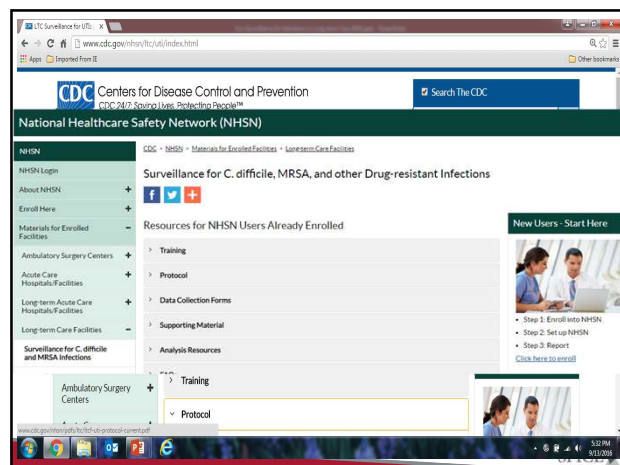 LTC Surveillance for UTIs
www.cdc.gov/nhsn/ltc/uti/index.html
Apps Imported From IE
Other bookmarks
CDC Centers for Disease Control and Prevention
CDC 24/7: Saving Lives. Protecting People™
Search The CDC
National Healthcare Safety Network (NHSN)
NHSN
CDC > NHSN > Materials for Enrolled Facilities > Long-term Care Facilities
NHSN Login
About NHSN +
Enroll Here +
Materials for Enrolled Facilities −
Ambulatory Surgery Centers +
Acute Care Hospitals/Facilities +
Long-term Acute Care Hospitals/Facilities +
Long-term Care Facilities −
Surveillance for C. difficile and MRSA Infections
Surveillance for C. difficile, MRSA, and other Drug-resistant Infections
Resources for NHSN Users Already Enrolled
Training
Protocol
Data Collection Forms
Supporting Material
Analysis Resources
FAQs
New Users - Start Here
Step 1: Enroll into NHSN
Step 2: Set up NHSN
Step 3: Report
Click here to enroll
Ambulatory Surgery Centers +
Training
Protocol
www.cdc.gov/nhsn/pdfs/ltc/ltcf-uti-protocol-current.pdf
5:32 PM
9/13/2016
SPICE